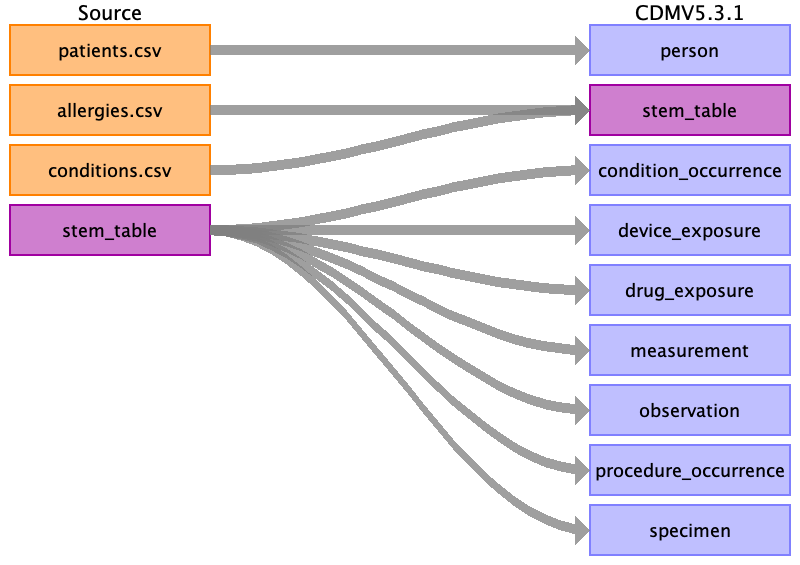 Source
CDMV5.3.1
patients.csv
person
allergies.csv
stem_table
conditions.csv
condition_occurrence
stem_table
device_exposure
drug_exposure
measurement
observation
procedure_occurrence
specimen